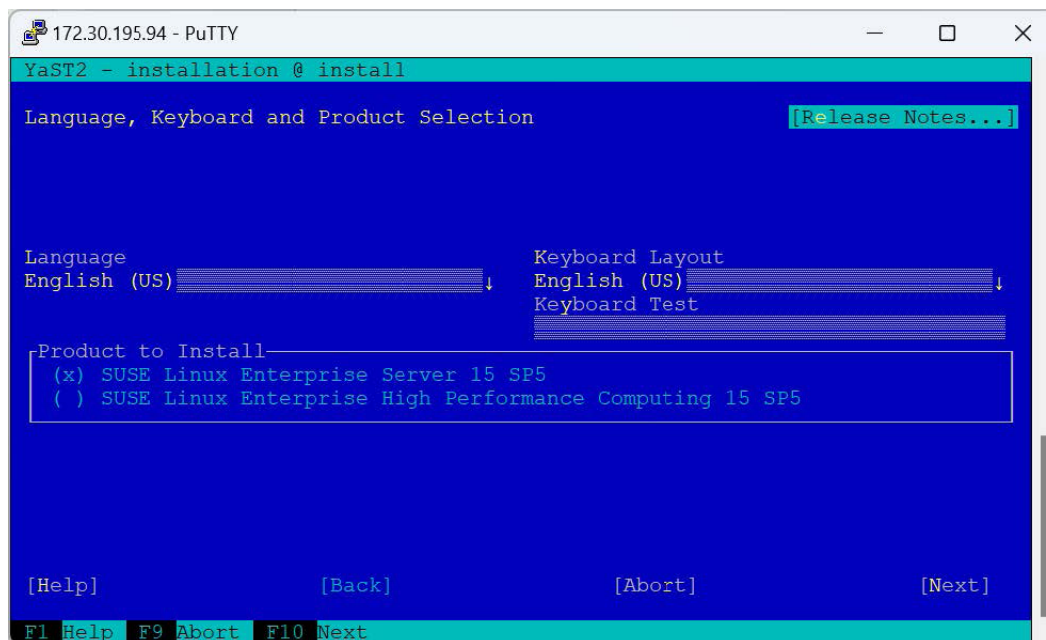 172.30.195.94 - PuTTY
YaST2 - installation @ install
Language, Keyboard and Product Selection [Release Notes...]
Language Keyboard Layout
English (US)↓ English (US)↓
Keyboard Test
Product to Install
(x) SUSE Linux Enterprise Server 15 SP5
( ) SUSE Linux Enterprise High Performance Computing 15 SP5
[Help] [Back] [Abort] [Next]
F1 Help F9 Abort F10 Next